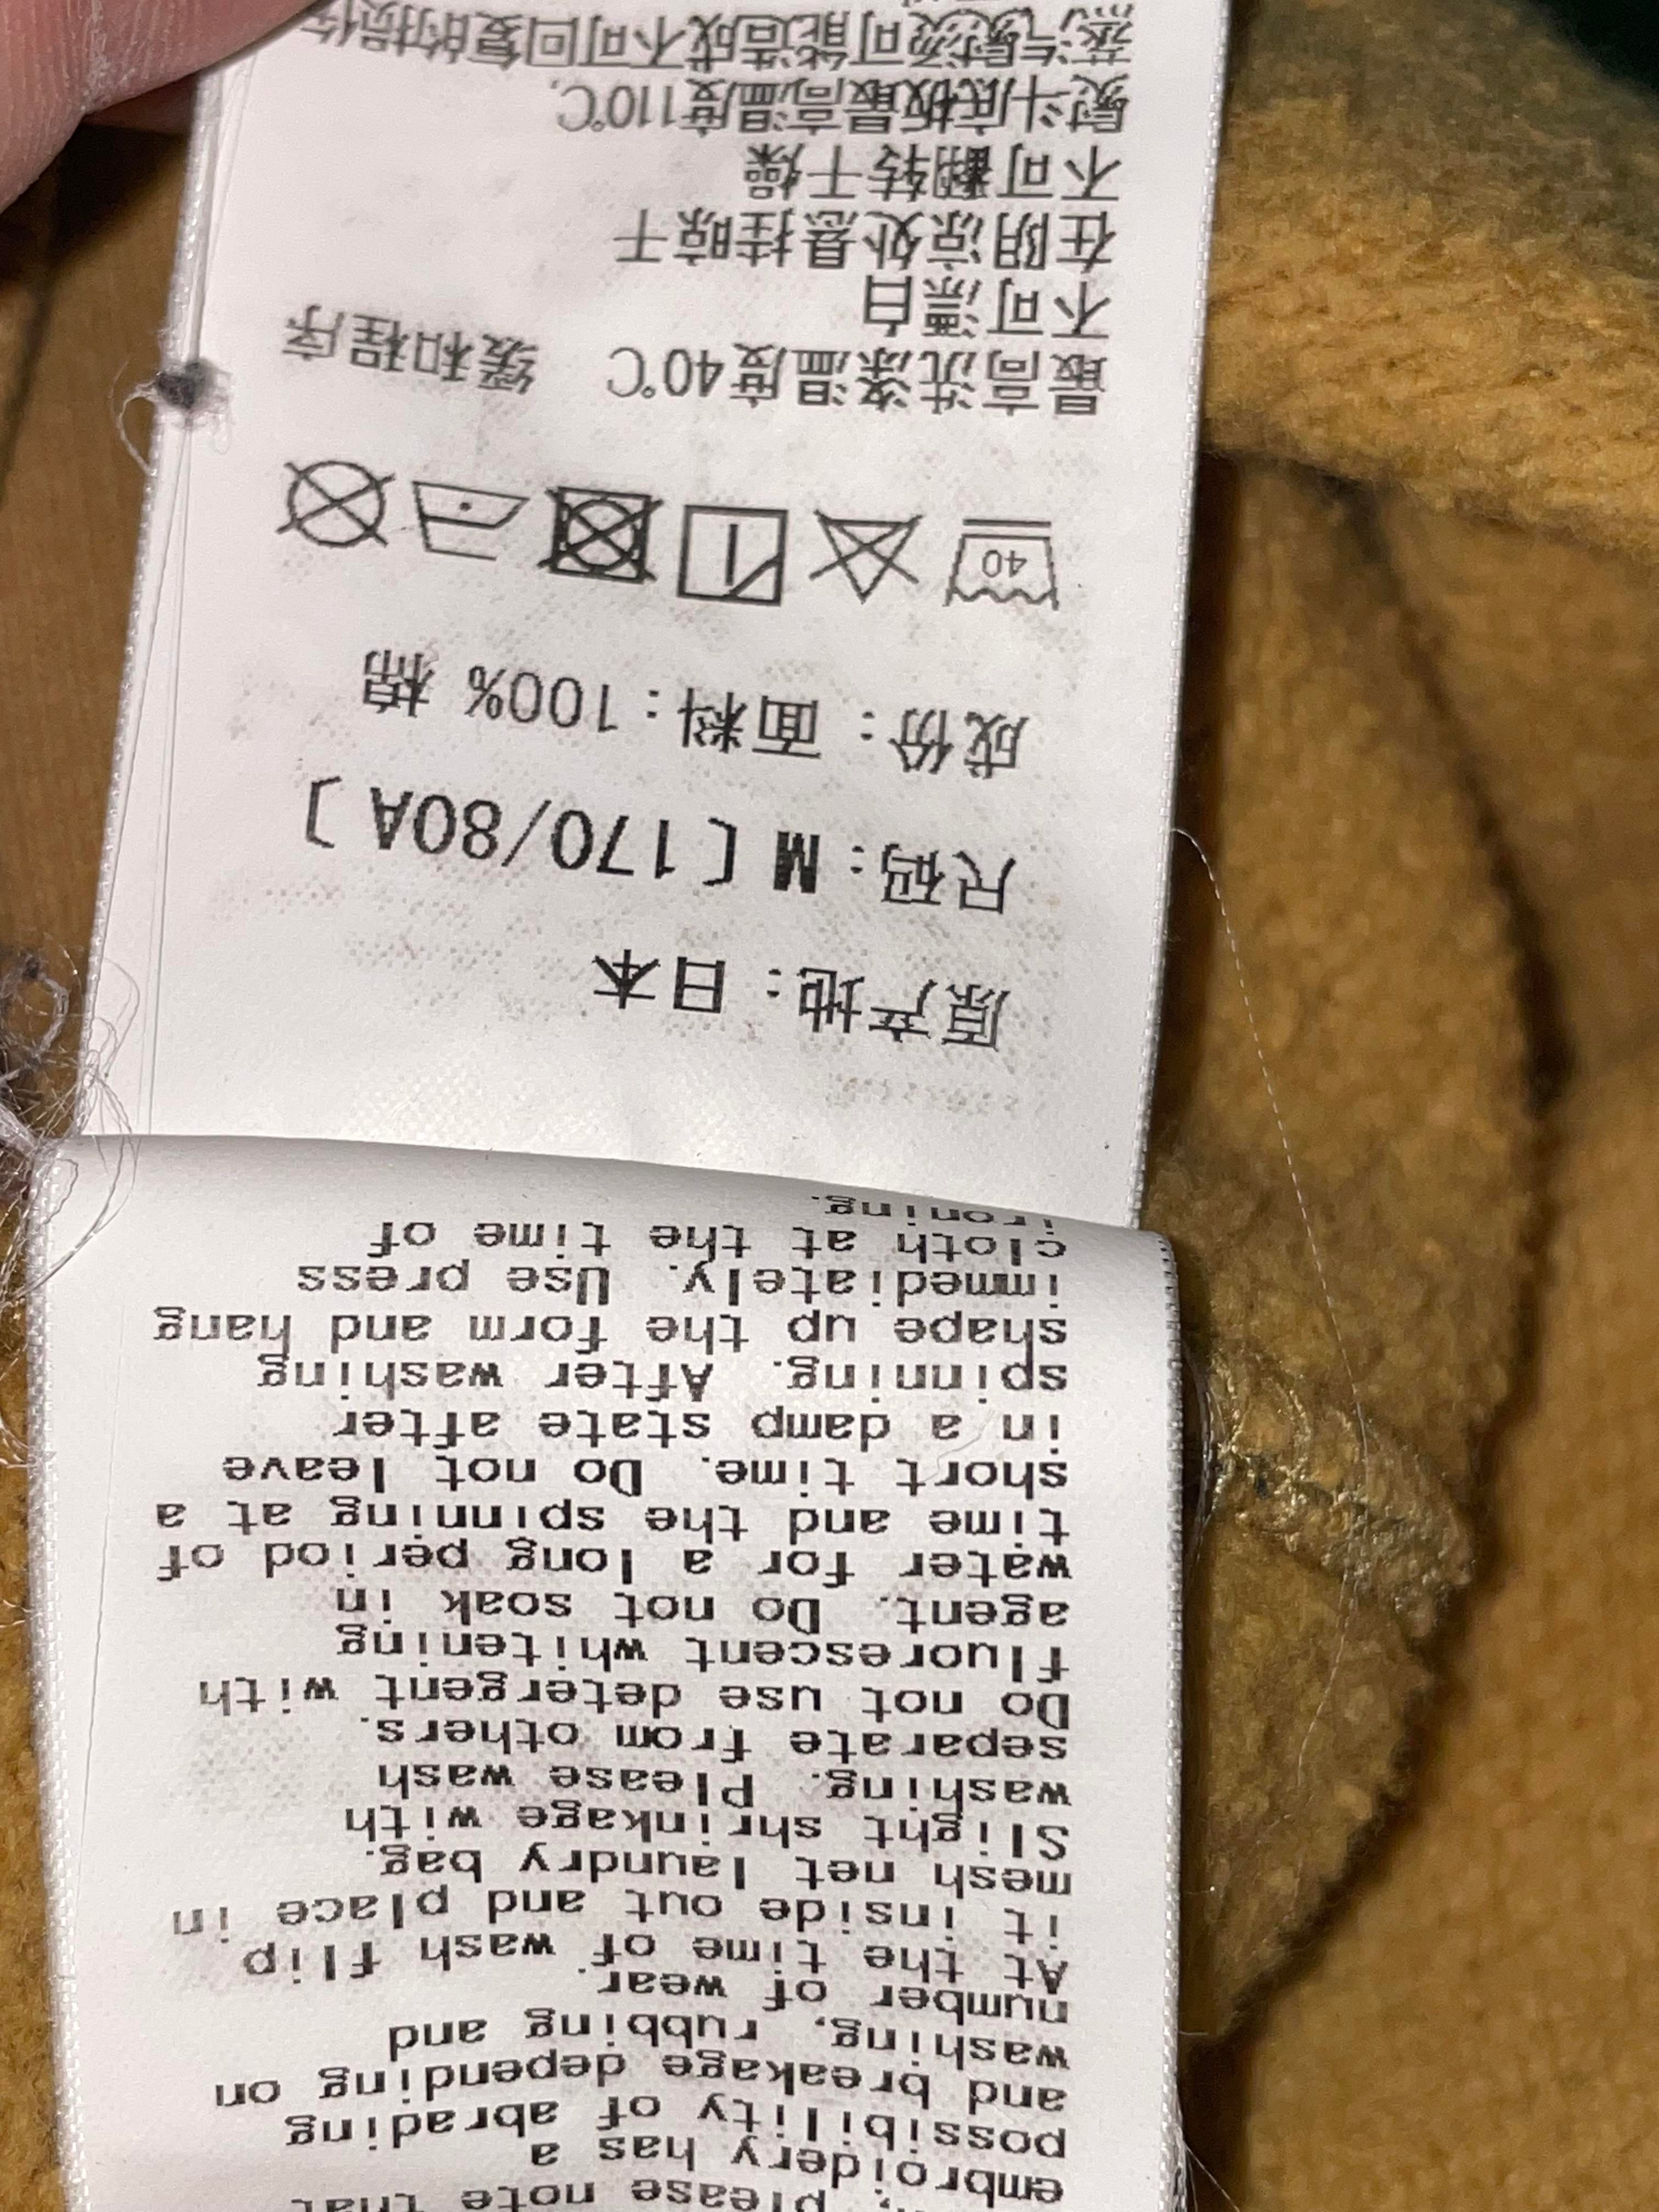 please note that
embroidery has a
possibility of abrading
and breakage depending on
washing, rubbing and
number of wear.
At the time of wash flip
it inside out and place in
mesh net laundry bag.
Slight shrinkage with
washing. Please wash
separate from others.
Do not use detergent with
fluorescent whitening
agent. Do not soak in
water for a long period of
time and the spinning at a
short time. Do not leave
in a damp state after
spinning. After washing
shape up the form and hang
immediately. Use press
cloth at the time of
ironing.
原产地：日本
尺码：M〔170/80A〕
成份：面料：100% 棉
40
最高洗涤温度40℃ 缓和程序
不可漂白
在阴凉处悬挂晾干
不可翻转干燥
熨斗底板最高温度110℃,
蒸汽熨烫可能造成不可回复的损伤